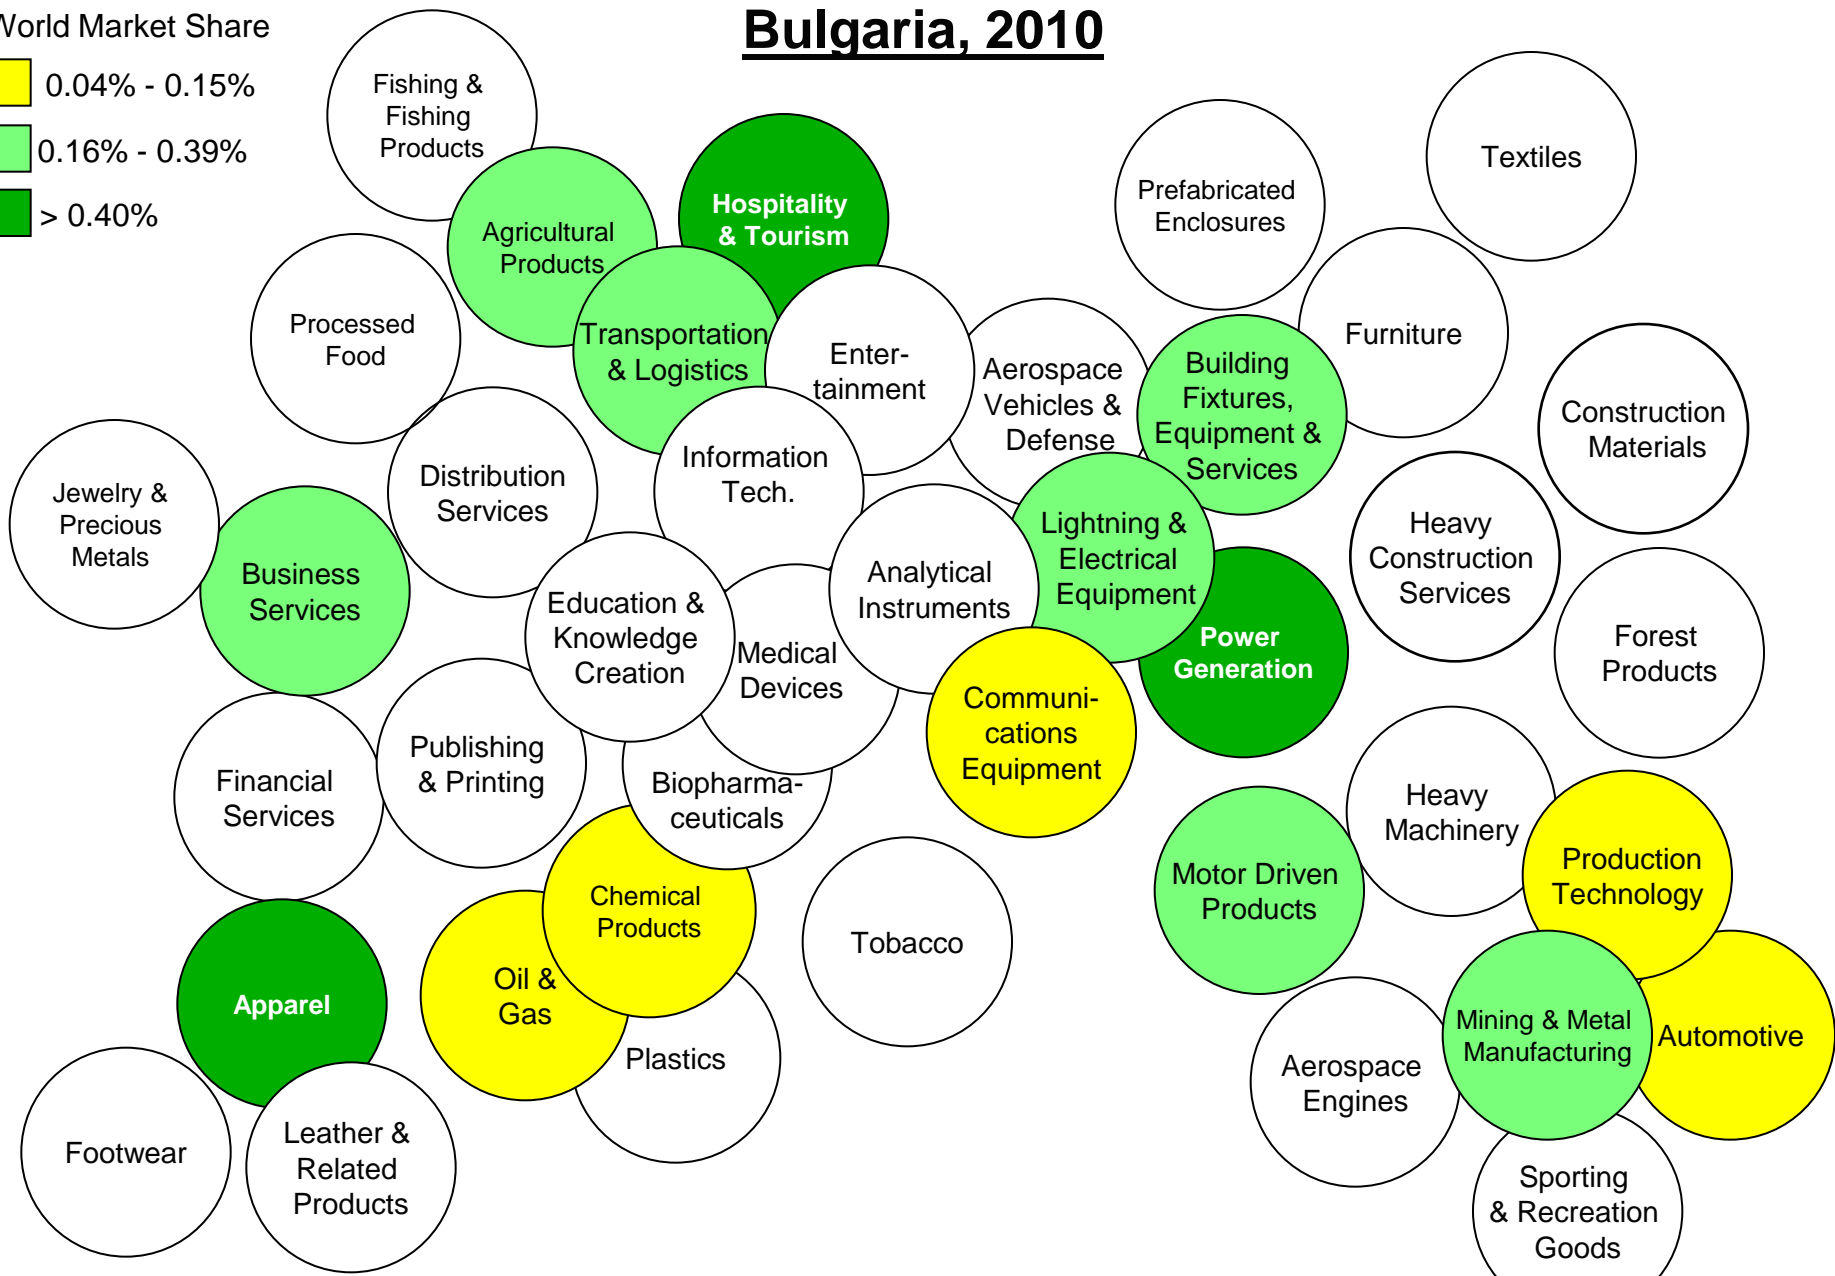 Bulgaria, 2010
World Market Share
0.04% - 0.15%
0.16% - 0.39%
> 0.40%
Fishing &
Fishing
Products
Agricultural
Products
Hospitality
& Tourism
Prefabricated
Enclosures
Textiles
Processed
Food
Transportation
& Logistics
Enter-
tainment
Aerospace
Vehicles &
Defense
Building
Fixtures,
Equipment &
Services
Furniture
Construction
Materials
Jewelry &
Precious
Metals
Distribution
Services
Information
Tech.
Business
Services
Education &
Knowledge
Creation
Medical
Devices
Analytical
Instruments
Lightning &
Electrical
Equipment
Heavy
Construction
Services
Power
Generation
Forest
Products
Communi-
cations
Equipment
Financial
Services
Publishing
& Printing
Biopharma-
ceuticals
Heavy
Machinery
Motor Driven
Products
Production
Technology
Chemical
Products
Tobacco
Oil &
Gas
Apparel
Plastics
Mining & Metal
Manufacturing
Automotive
Aerospace
Engines
Footwear
Leather &
Related
Products
Sporting
& Recreation
Goods